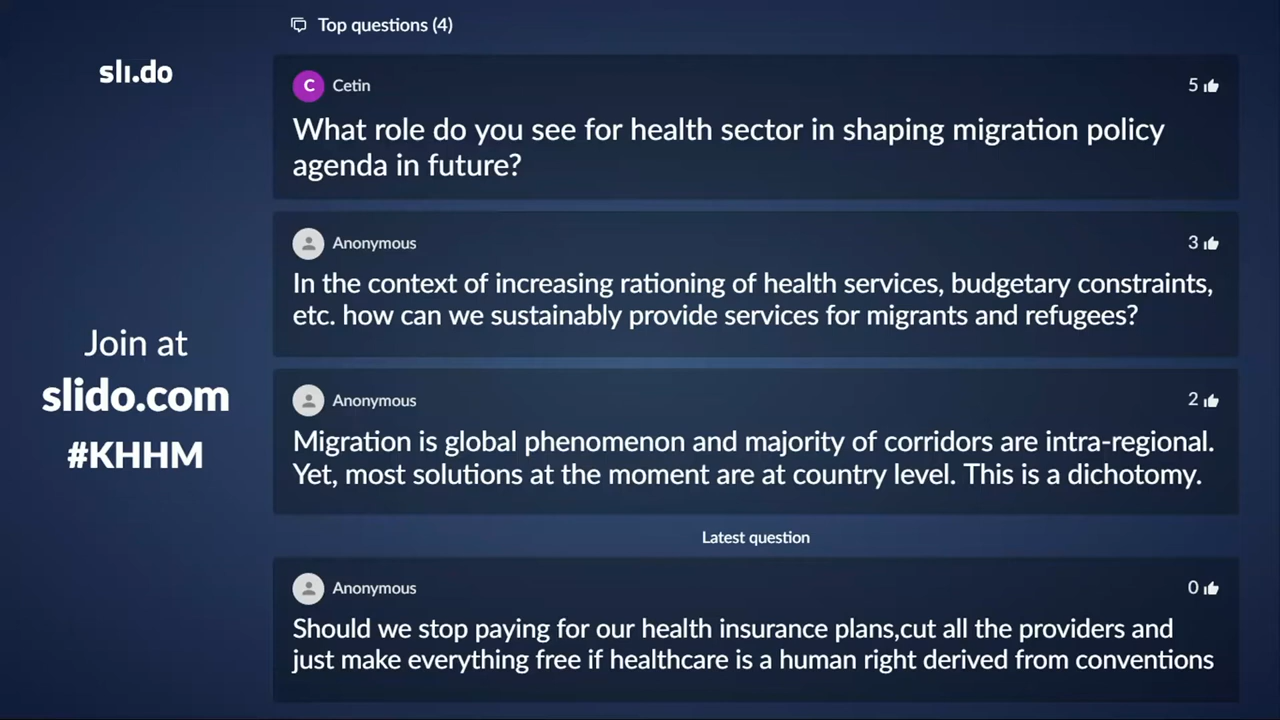 Top questions (4)
sli.do
C Cetin 5
What role do you see for health sector in shaping migration policy
agenda in future?
Anonymous 3
In the context of increasing rationing of health services, budgetary constraints,
etc. how can we sustainably provide services for migrants and refugees?
Join at
slido.com
#KHHM
Anonymous 2
Migration is global phenomenon and majority of corridors are intra-regional.
Yet, most solutions at the moment are at country level. This is a dichotomy.
Latest question
Anonymous 0
Should we stop paying for our health insurance plans,cut all the providers and
just make everything free if healthcare is a human right derived from conventions